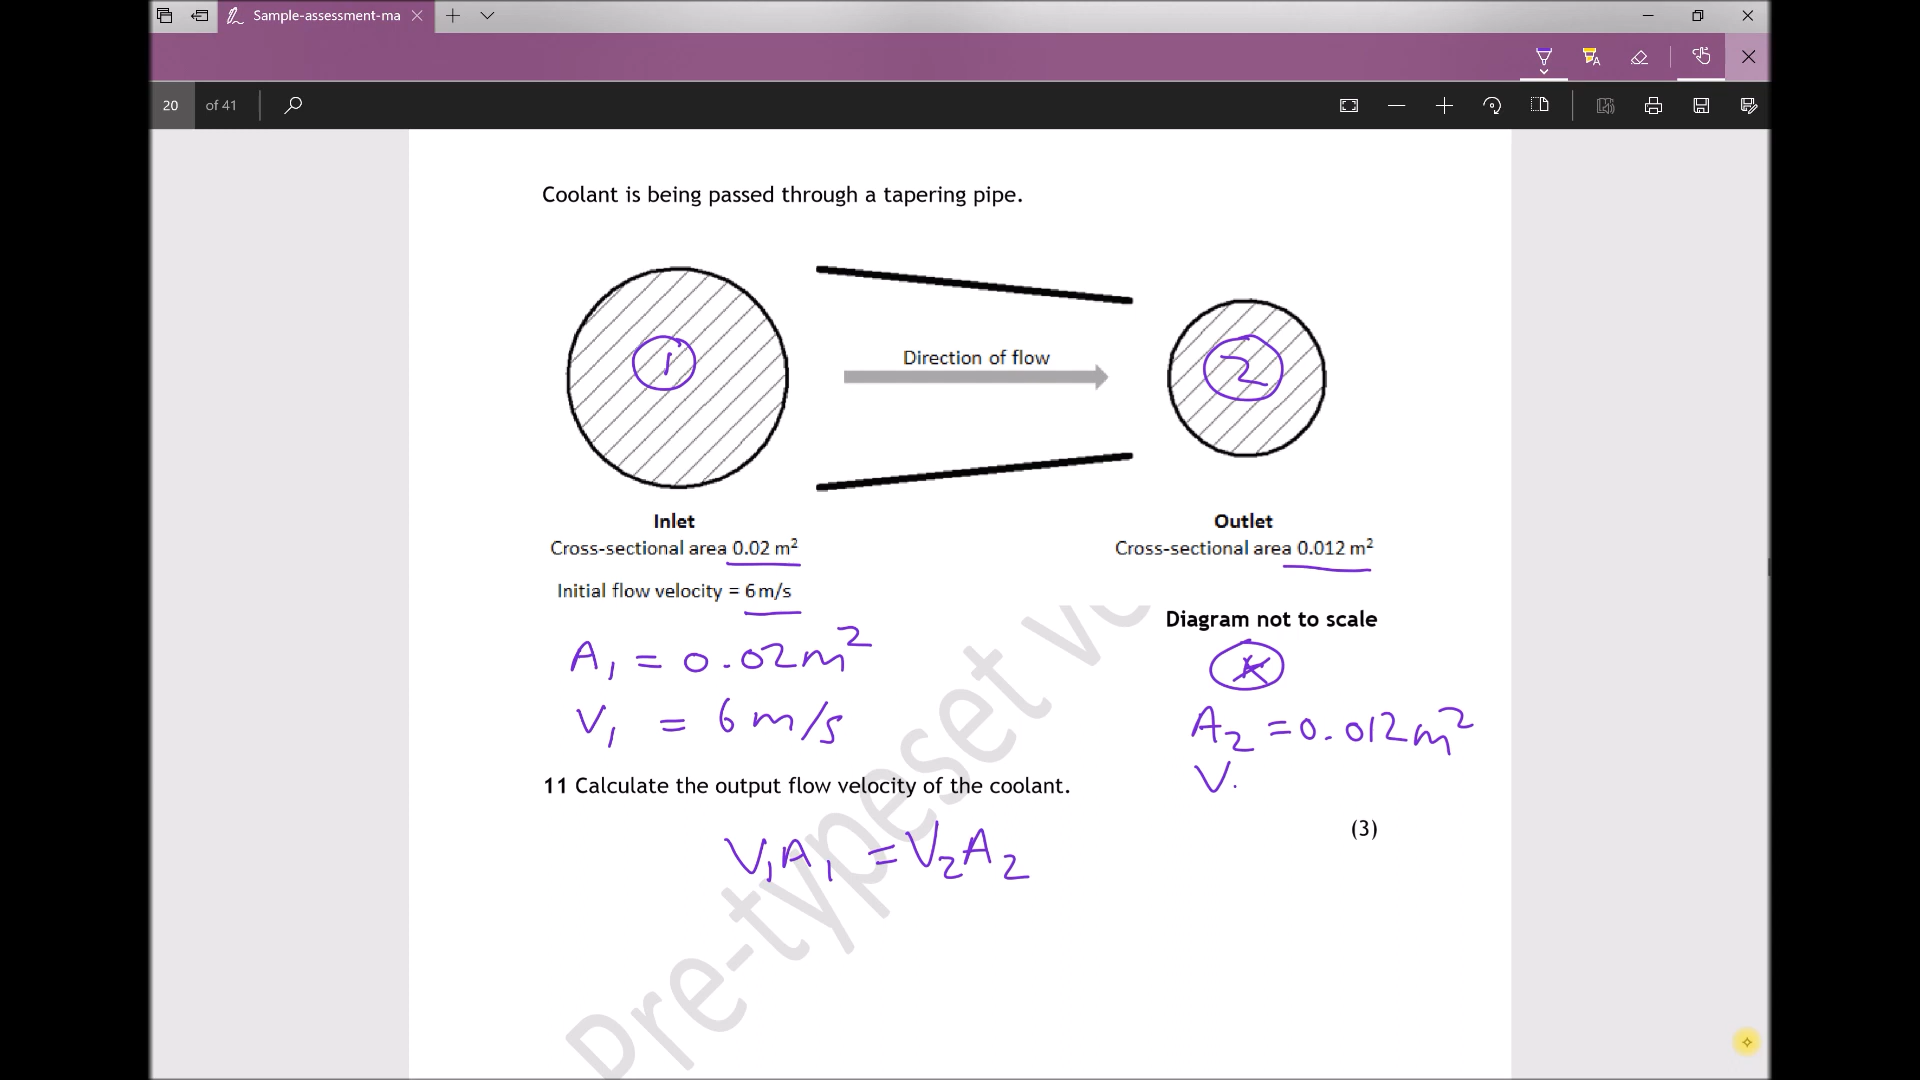 Sample-assessment-ma
20 of 41
Coolant is being passed through a tapering pipe.
1
Direction of flow
2
Inlet
Cross-sectional area 0.02 m²
Initial flow velocity = 6 m/s
Outlet
Cross-sectional area 0.012 m²
Diagram not to scale
A₁ = 0.02m²
V₁ = 6 m/s
A₂ = 0.012m²
V.
11 Calculate the output flow velocity of the coolant.
(3)
V₁A₁ = V₂A₂
Pre-typeset ve